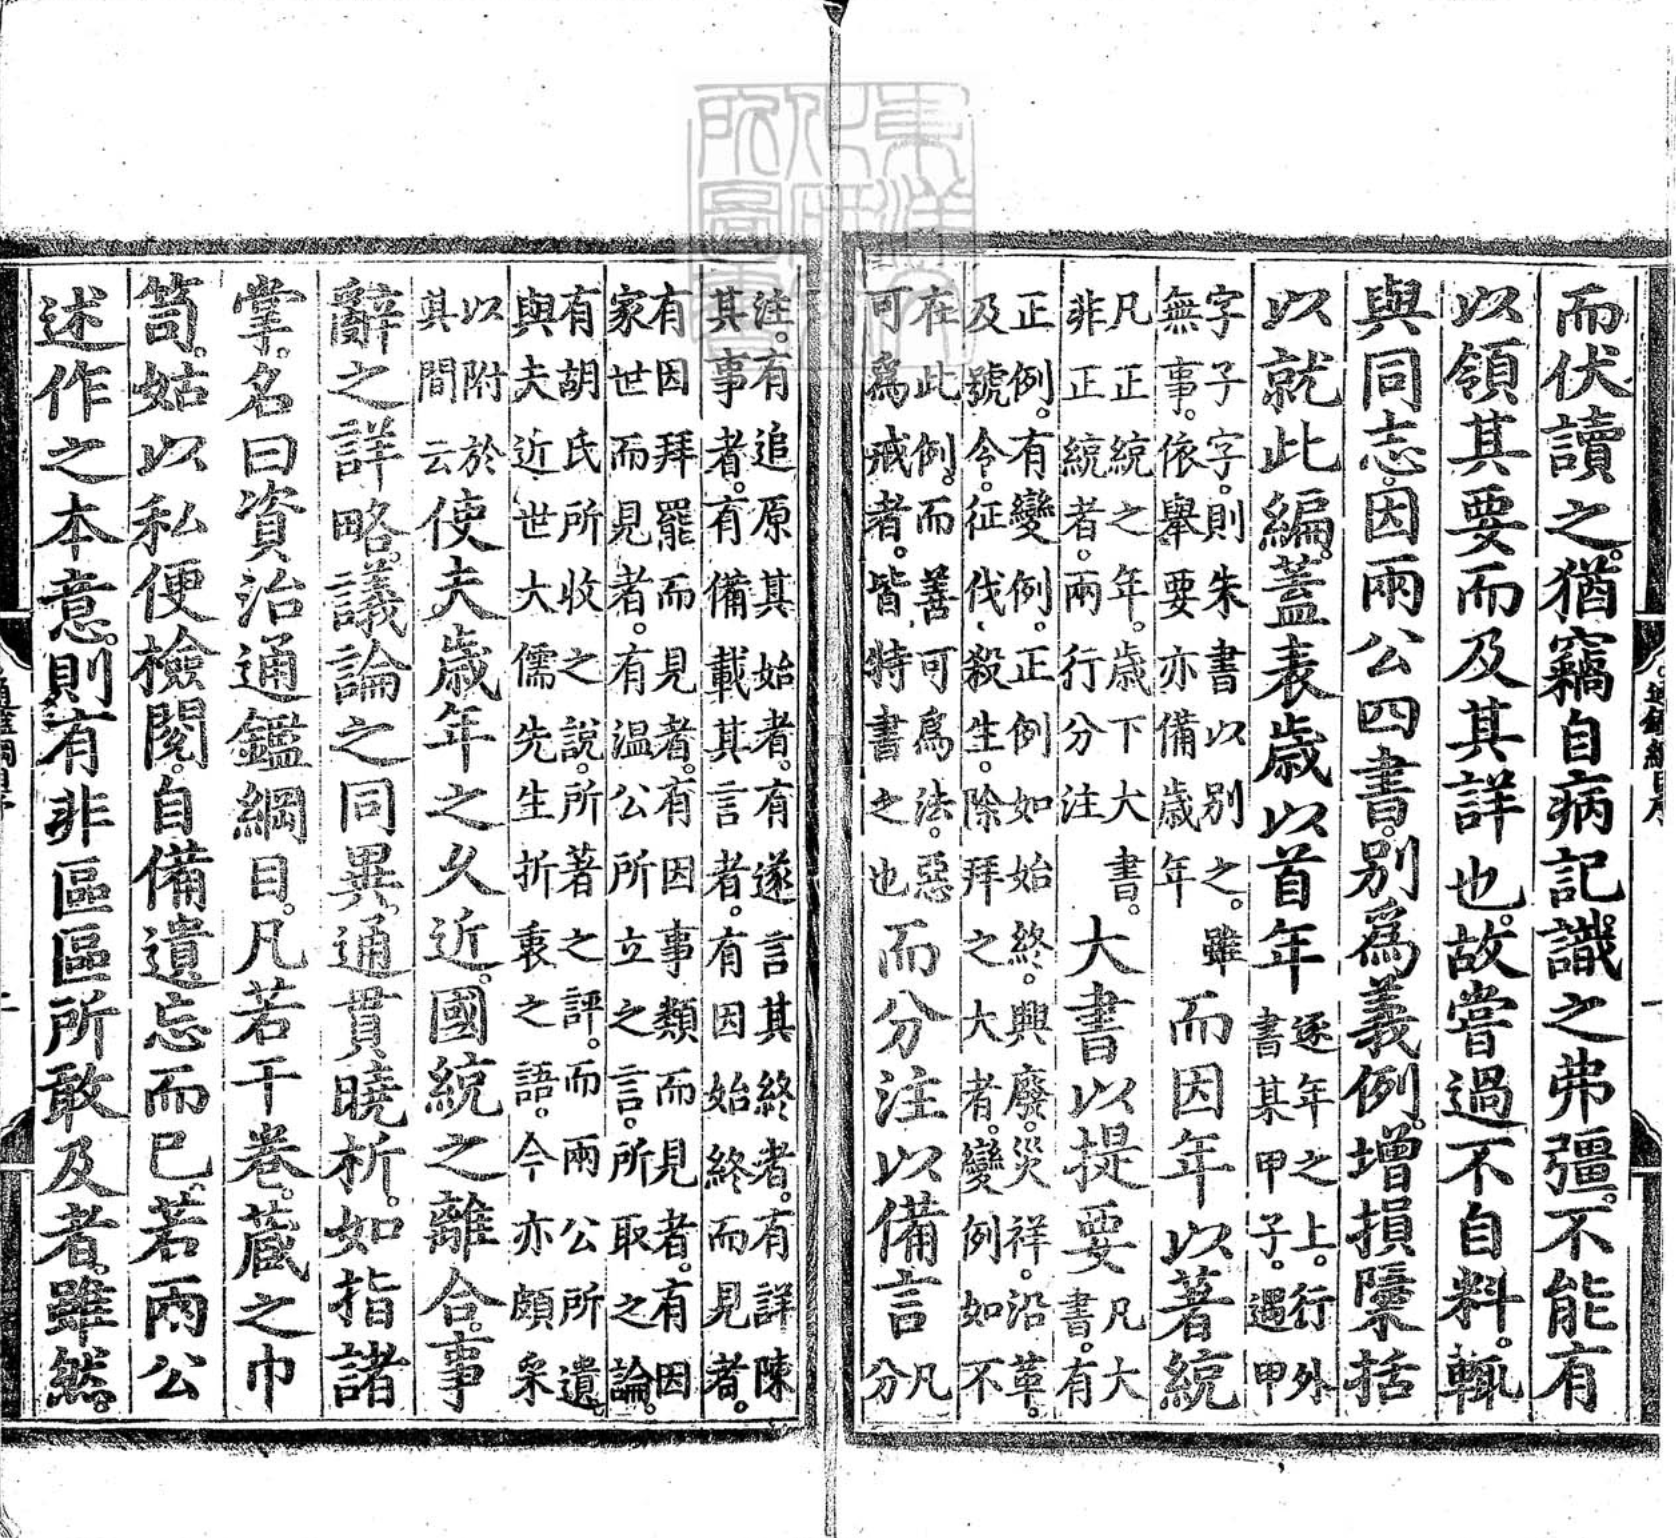 而伏讀之。猶竊自病記識之弗彊。不能有
以領其要而及其詳也。故嘗過不自料。輒
與同志。因兩公四書。別爲義例。增損櫽括
以就此編。蓋表歲以首年逐年之上。行外書某甲子。遇甲
字子字。則朱書以别之。雖無事。依舉要亦備歲年而因年以著統
凡正統之年。歲下大書。非正統者。兩行分注大書以提要凡大書。有
正例。有變例。正例如始終。興廢。災祥。沿革。及號令。征伐、殺生。除拜之大者。變例如不
在此例。而善可爲法。惡可爲戒者。皆特書之也而分注以備言凡分
注。有追原其始者。有遂言其終者。有詳陳其事者。有備載其言者。有因始終而見者。
有因拜罷而見者。有因事類而見者。有因家世而見者。有温公所立之言。所取之論。
有胡氏所收之說。所著之評。而兩公所遺。與夫近世大儒先生折衷之語。今亦頗采
以附於其間云使夫歲年之久近。國統之離合。事
辭之詳略。議論之同異。通貫曉析。如指諸
掌。名曰資治通鑑綱目。凡若干卷。藏之巾
笥。姑以私便檢閱。自備遺忘而已。若兩公
述作之本意。則有非區區所敢及者。雖然。